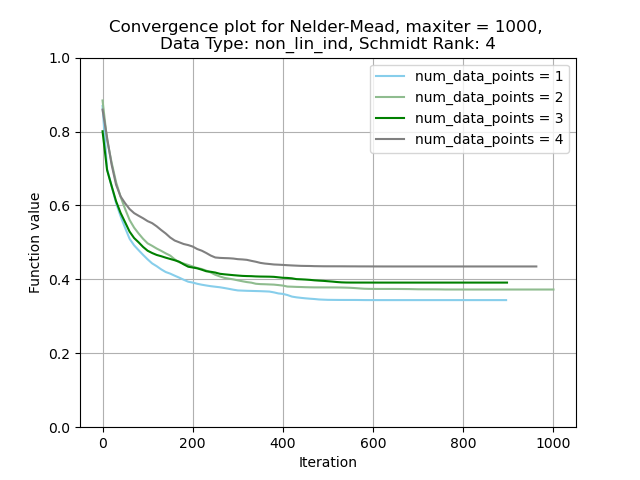 Convergence plot for Nelder-Mead, maxiter = 1000,
Data Type: non_lin_ind, Schmidt Rank: 4
num_data_points = 1
num_data_points = 2
num_data_points = 3
num_data_points = 4
Function value
1.0
0.8
0.6
0.4
0.2
0.0
0 200 400 600 800 1000
Iteration